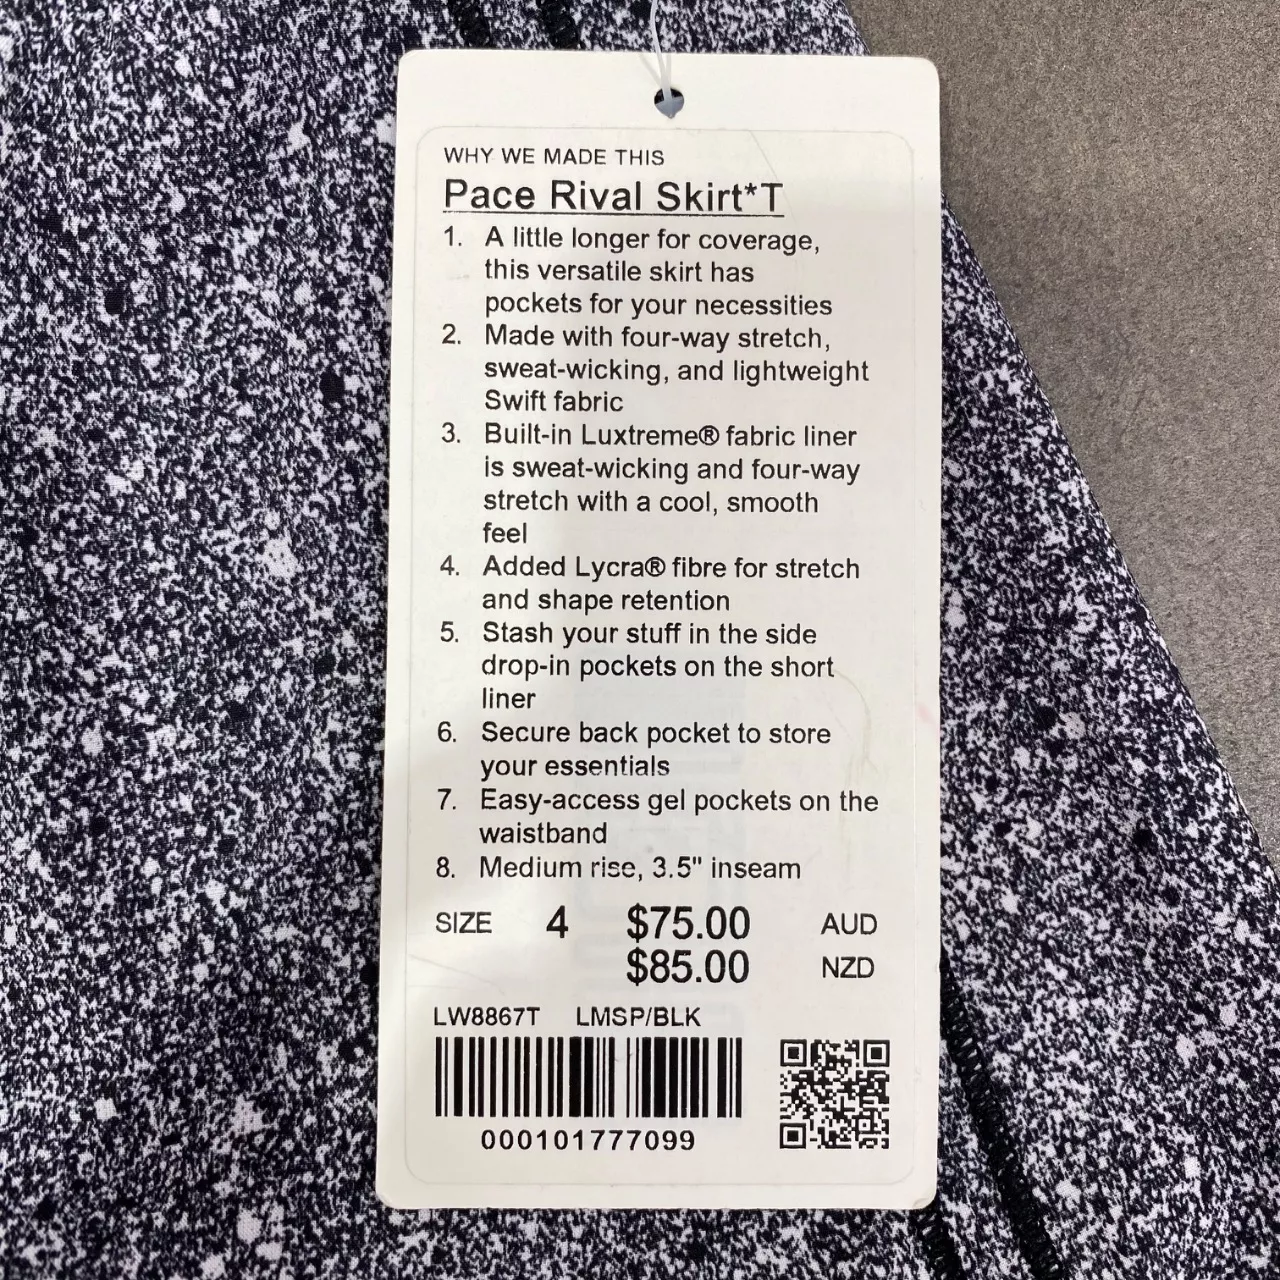 WHY WE MADE THIS
Pace Rival Skirt*T
1. A little longer for coverage,
this versatile skirt has
pockets for your necessities
2. Made with four-way stretch,
sweat-wicking, and lightweight
Swift fabric
3. Built-in Luxtreme® fabric liner
is sweat-wicking and four-way
stretch with a cool, smooth
feel
4. Added Lycra® fibre for stretch
and shape retention
5. Stash your stuff in the side
drop-in pockets on the short
liner
6. Secure back pocket to store
your essentials
7. Easy-access gel pockets on the
waistband
8. Medium rise, 3.5" inseam
SIZE 4 $75.00 AUD
$85.00 NZD
LW8867T LMSP/BLK
000101777099